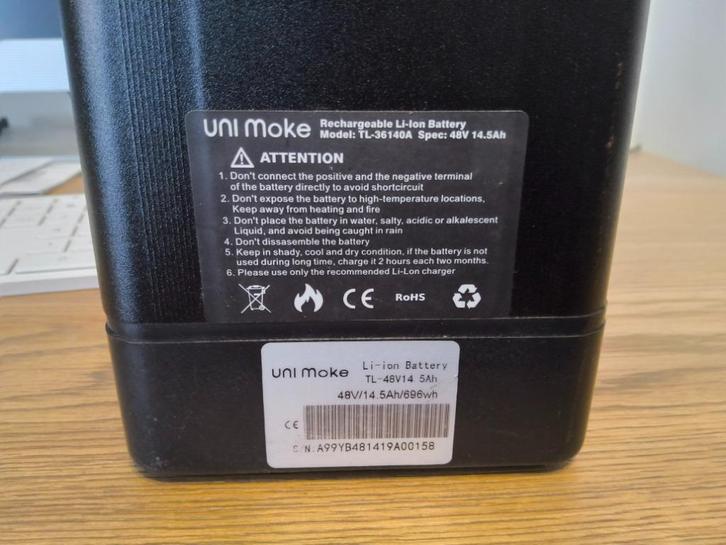 UNI Moke Rechargeable Li-Ion Battery
Model: TL-36140A Spec: 48V 14.5Ah
ATTENTION
1. Don't connect the positive and the negative terminal
of the battery directly to avoid shortcircuit
2. Don't expose the battery to high-temperature locations,
Keep away from heating and fire
3. Don't place the battery in water, salty, acidic or alkalescent
Liquid, and avoid being caught in rain
4. Don't dissasemble the battery
5. Keep in shady, cool and dry condition, if the battery is not
used during long time, charge it 2 hours each two months.
6. Please use only the recommended Li-Lon charger
CE RoHS
UNI Moke Li-ion Battery
TL-48V14.5Ah
48V/14.5Ah/696wh
CE
S/N.A99YB481419A00158